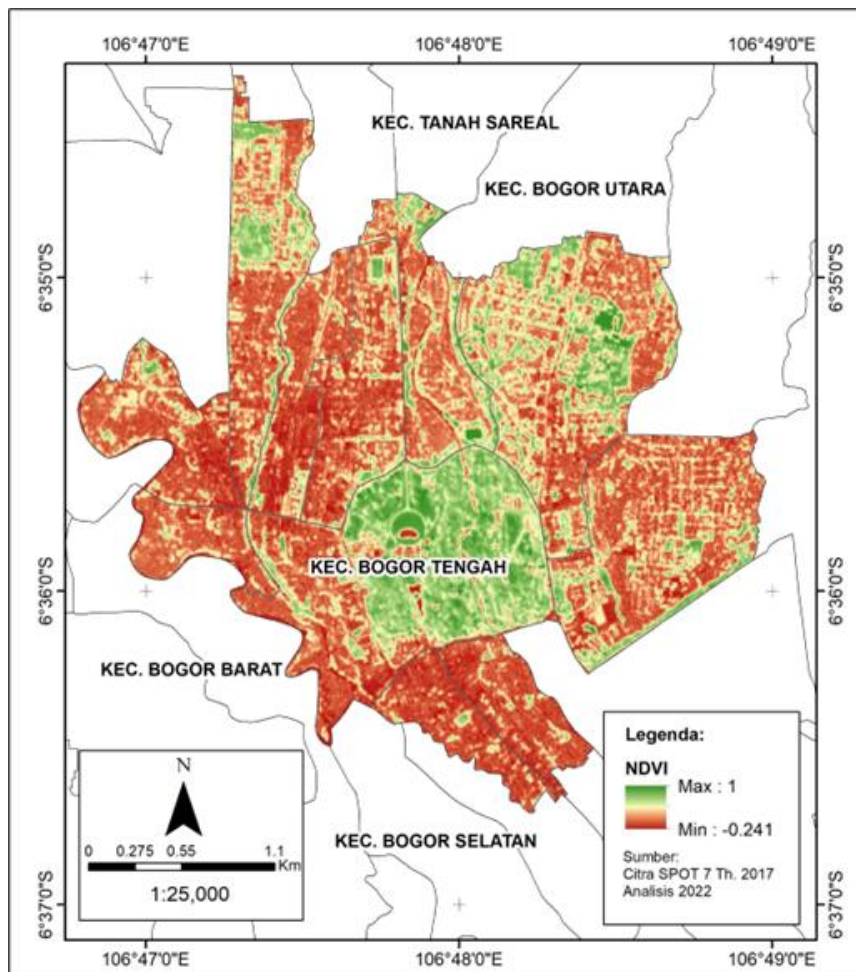 106°47'0"E 106°48'0"E 106°49'0"E
KEC. TANAH SAREAL
KEC. BOGOR UTARA
6°35'0"S 6°35'0"S
KEC. BOGOR TENGAH
6°36'0"S 6°36'0"S
KEC. BOGOR BARAT
KEC. BOGOR SELATAN
N
0 0.275 0.55 1.1
Km
1:25,000
Legenda:
NDVI
Max : 1
Min : -0.241
Sumber:
Citra SPOT 7 Th. 2017
Analisis 2022
6°37'0"S 6°37'0"S
106°47'0"E 106°48'0"E 106°49'0"E